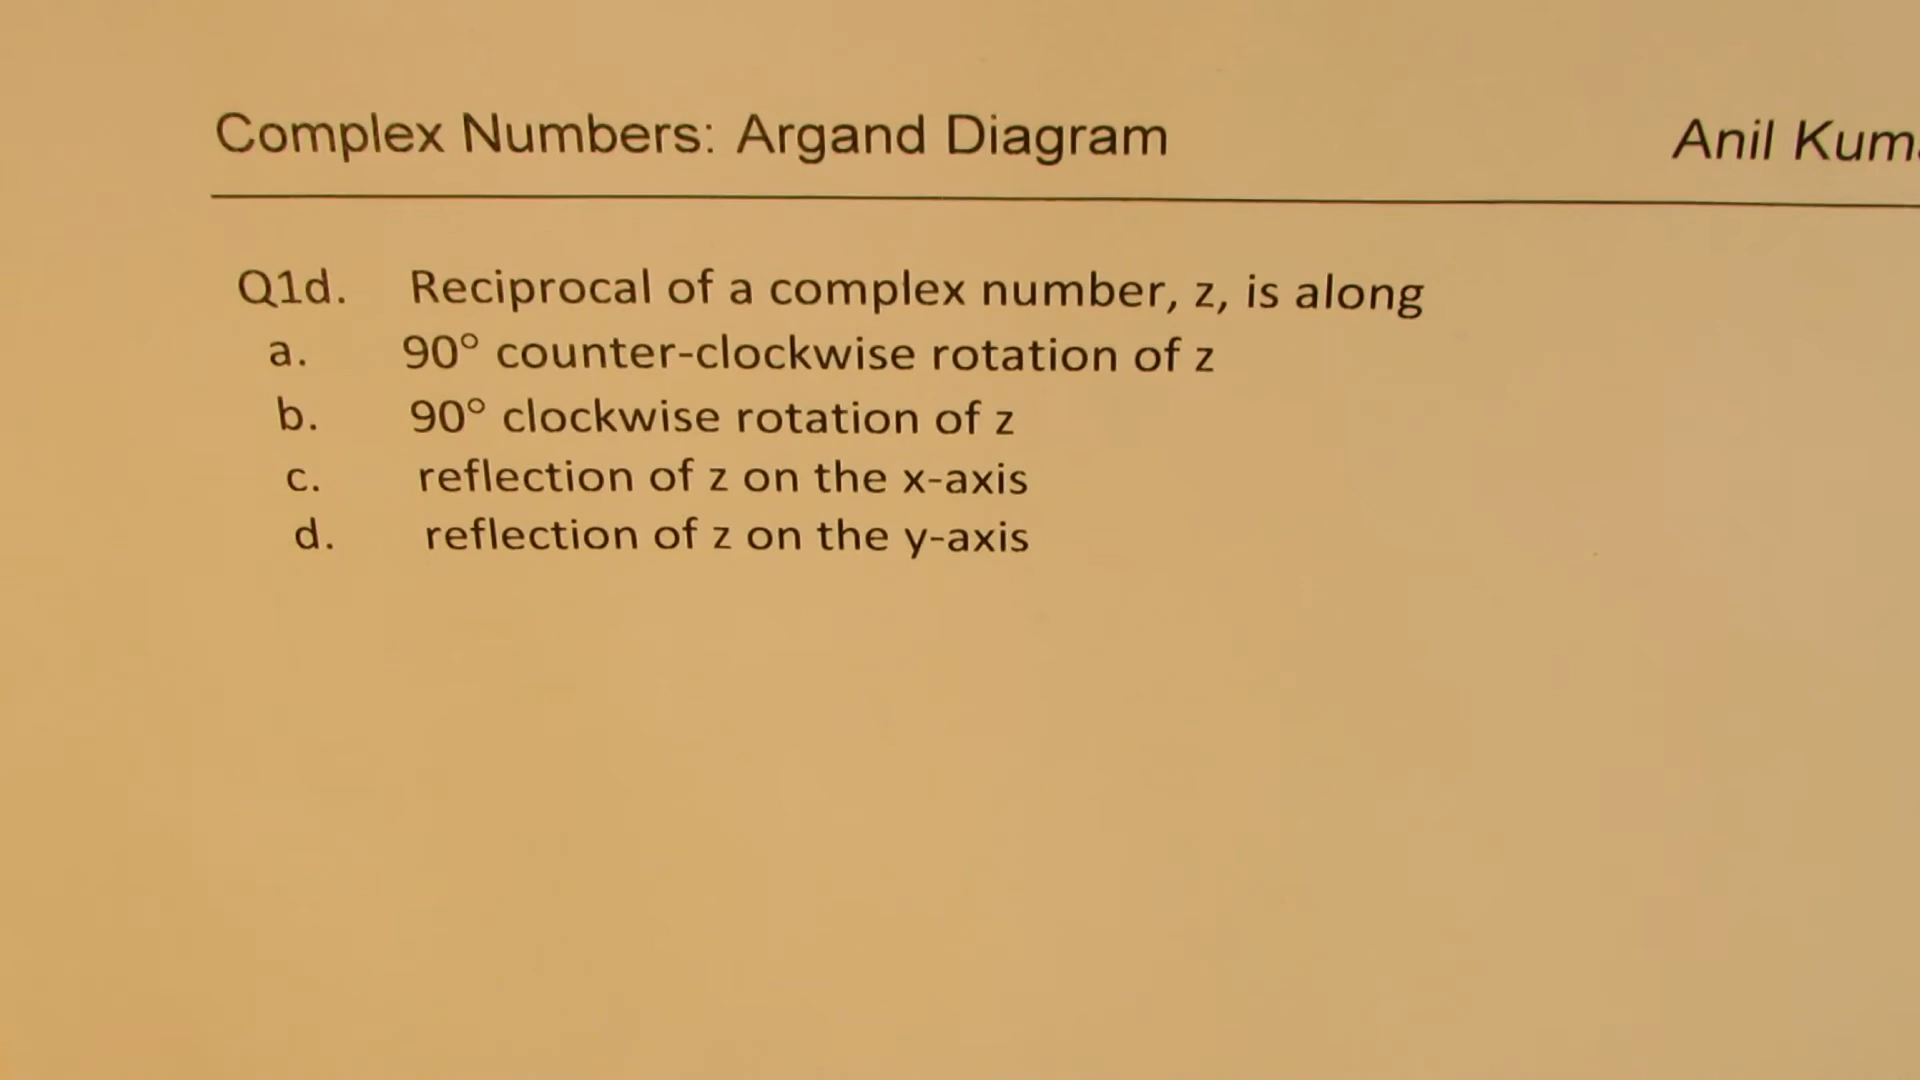 Complex Numbers: Argand Diagram
Anil
Q1d. Reciprocal of a complex number, z, is along
a. 90° counter-clockwise rotation of z
b. 90° clockwise rotation of z
c. reflection of z on the x-axis
d. reflection of z on the y-axis